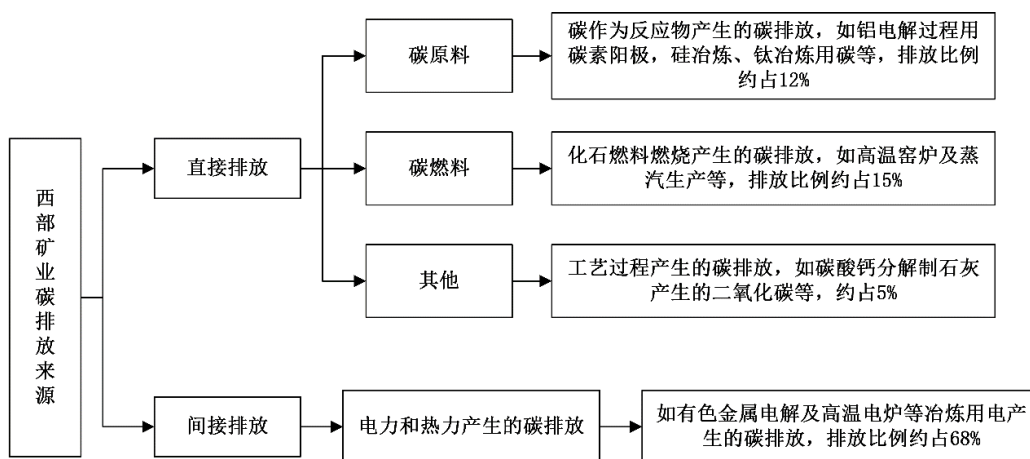 西部矿业碳排放来源
直接排放
碳原料
碳作为反应物产生的碳排放，如铝电解过程用
碳素阳极，硅冶炼、钛冶炼用碳等，排放比例
约占12%
碳燃料
化石燃料燃烧产生的碳排放，如高温窑炉及蒸
汽生产等，排放比例约占15%
其他
工艺过程产生的碳排放，如碳酸钙分解制石灰
产生的二氧化碳等，约占5%
间接排放
电力和热力产生的碳排放
如有色金属电解及高温电炉等冶炼用电产
生的碳排放，排放比例约占68%